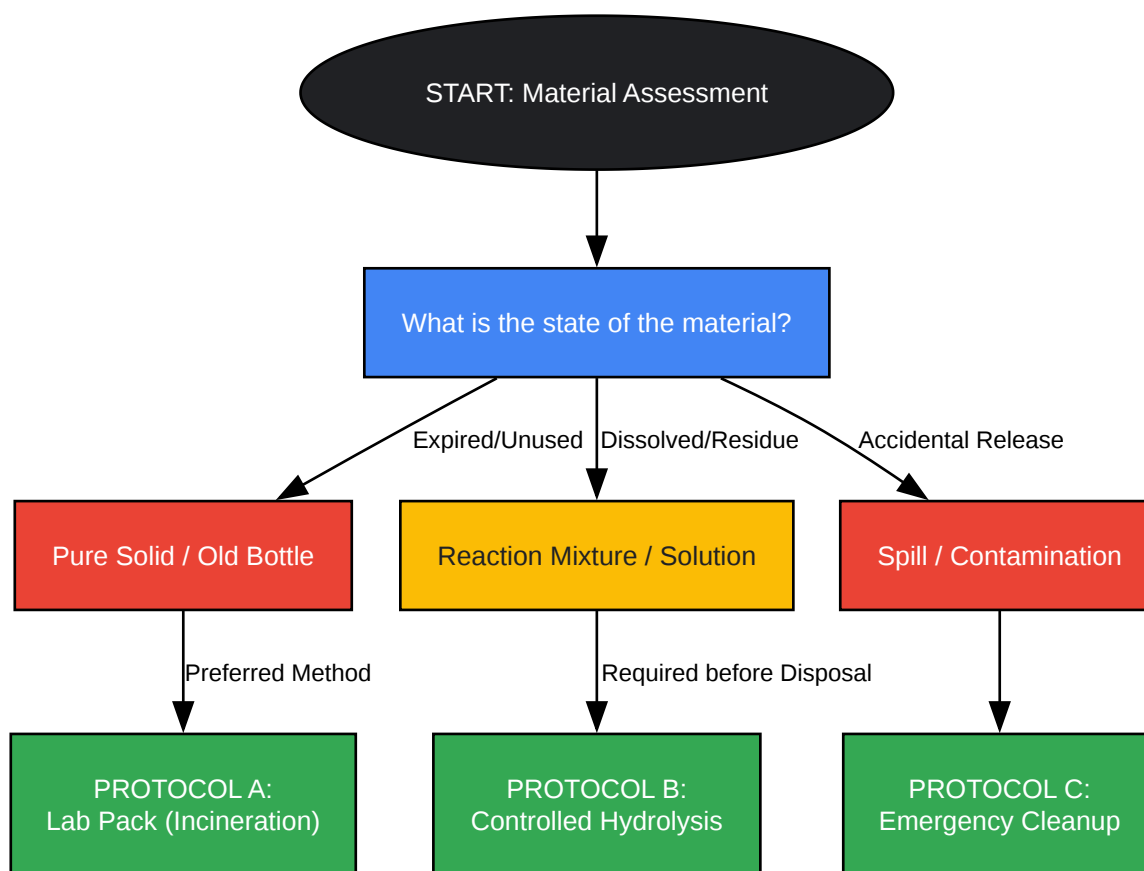 START: Material Assessment
What is the state of the material?
Expired/Unused
Dissolved/Residue
Accidental Release
Pure Solid / Old Bottle
Reaction Mixture / Solution
Spill / Contamination
Preferred Method
Required before Disposal
PROTOCOL A:
Lab Pack (Incineration)
PROTOCOL B:
Controlled Hydrolysis
PROTOCOL C:
Emergency Cleanup